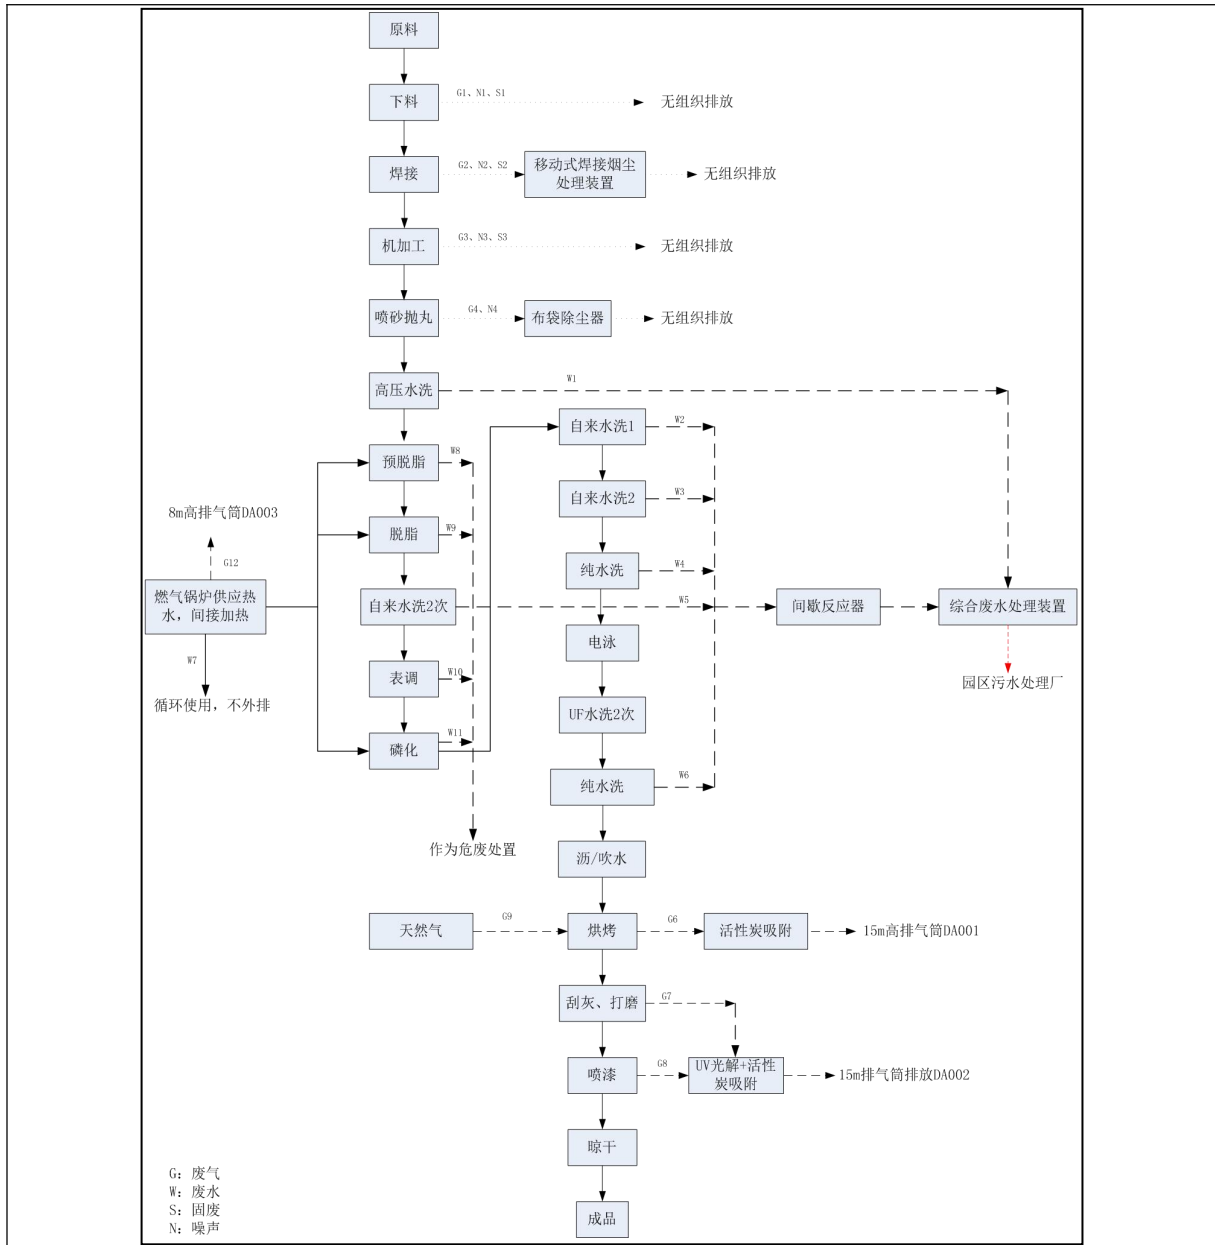 原料
下料
G1、N1、S1
无组织排放
焊接
G2、N2、S2
移动式焊接烟尘
处理装置
无组织排放
机加工
G3、N3、S3
无组织排放
喷砂抛丸
G4、N4
布袋除尘器
无组织排放
高压水洗
W1
自来水洗1
W2
预脱脂
W8
自来水洗2
W3
8m高排气筒DA003
脱脂
W9
G12
纯水洗
W4
燃气锅炉供应热
水，间接加热
自来水洗2次
W5
间歇反应器
综合废水处理装置
电泳
W7
表调
W10
园区污水处理厂
循环使用，不外排
UF水洗2次
磷化
W11
纯水洗
W6
作为危废处置
沥/吹水
天然气
G9
烘烤
G6
活性炭吸附
15m高排气筒DA001
刮灰、打磨
G7
喷漆
G8
UV光解+活性
炭吸附
15m排气筒排放DA002
晾干
G：废气
W：废水
S：固废
N：噪声
成品